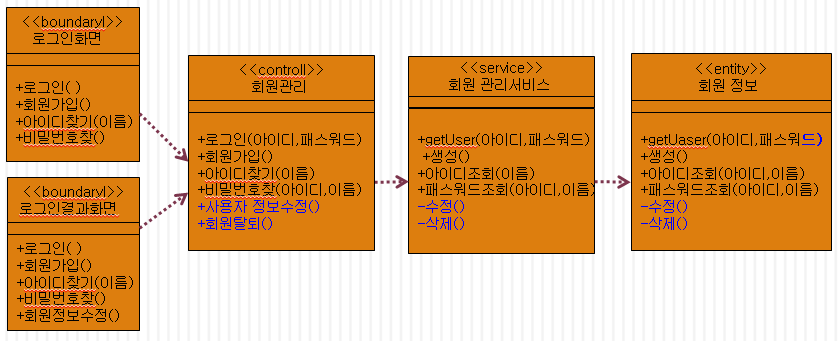 <<boundaryl>>
로그인화면
+로그인( )
+회원가입()
+아이디찾기(이름)
+비밀번호찾()
<<boundaryl>>
로그인결과화면
+로그인( )
+회원가입()
+아이디찾기(이름)
+비밀번호찾()
+회원정보수정()
<<controll>>
회원관리
+로그인(아이디,패스워드)
+회원가입()
+아이디찾기(이름)
+비밀번호찾(아이디,이름)
+사용자 정보수정()
+회원탈퇴()
<<service>>
회원 관리서비스
+getUser(아이디,패스워드)
+생성()
+아이디조회(이름)
+패스워드조회(아이디,이름)
-수정()
-삭제()
<<entity>>
회원 정보
+getUaser(아이디,패스워드)
+생성()
+아이디조회(아이디,이름)
+패스워드조회(아이디,이름)
-수정()
-삭제()